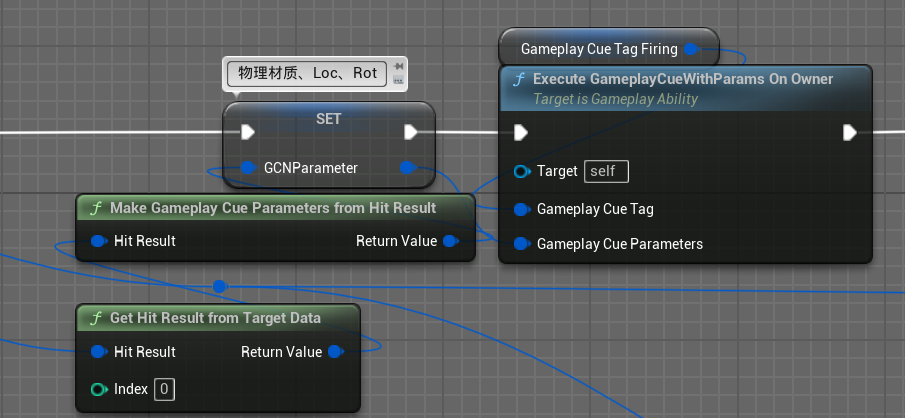 Gameplay Cue Tag Firing
物理材质、Loc、Rot
f Execute GameplayCueWithParams On Owner
Target is Gameplay Ability
SET
GCNParameter
Target self
Gameplay Cue Tag
Gameplay Cue Parameters
f Make Gameplay Cue Parameters from Hit Result
Hit Result Return Value
f Get Hit Result from Target Data
Hit Result Return Value
Index 0